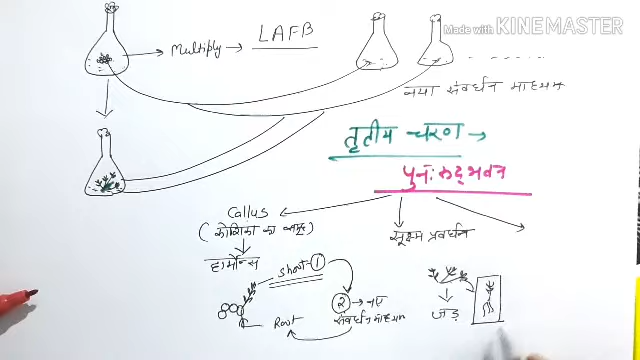 Made with KINEMASTER
Multiply → LAFB
नया संवर्धन माध्यम
तृतीय चरण →
पुनः रुद्भवन
Callus
(कोशिका का समूह)
सूक्ष्म प्रवर्धन
हार्मोन्स
Shoot 1
2 → नए
संवर्धन माध्यम
Root
जड़